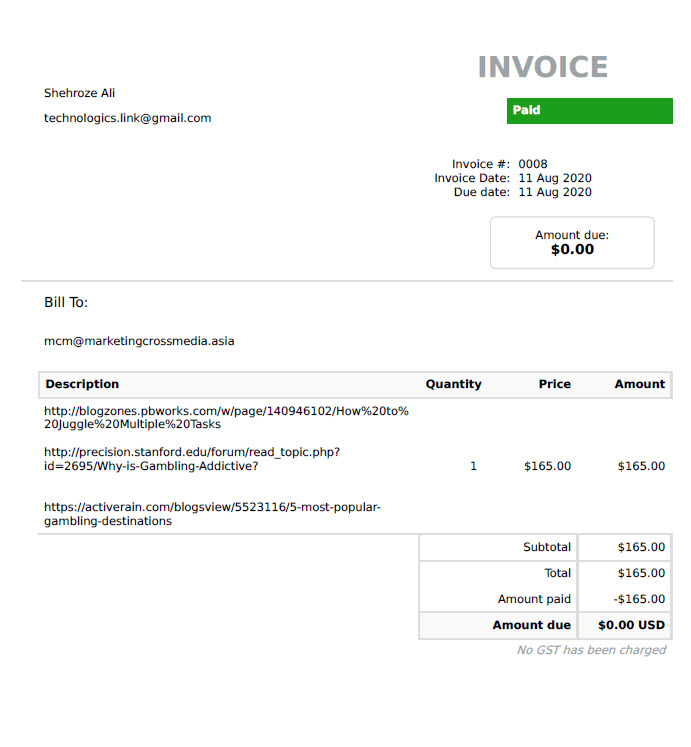 INVOICE
Shehroze Ali
Paid
technologics.link@gmail.com
Invoice #: 0008
Invoice Date: 11 Aug 2020
Due date: 11 Aug 2020
Amount due:
$0.00
Bill To:
mcm@marketingcrossmedia.asia
Description Quantity Price Amount
http://blogzones.pbworks.com/w/page/140946102/How%20to%
20Juggle%20Multiple%20Tasks
http://precision.stanford.edu/forum/read_topic.php?
id=2695/Why-is-Gambling-Addictive? 1 $165.00 $165.00
https://activerain.com/blogsview/5523116/5-most-popular-
gambling-destinations
Subtotal $165.00
Total $165.00
Amount paid -$165.00
Amount due $0.00 USD
No GST has been charged